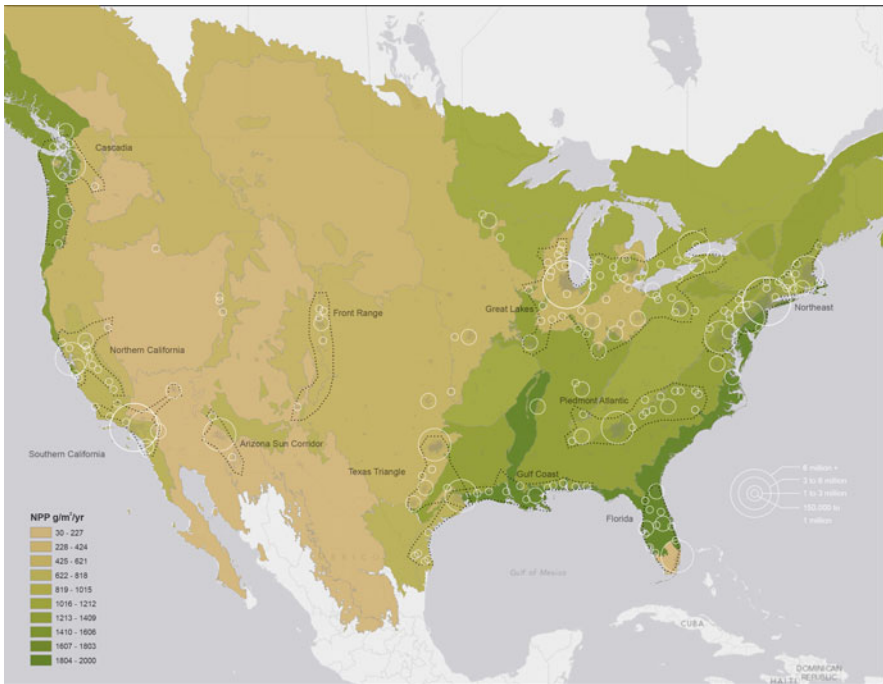 Cascadia
Front Range
Great Lakes
Northeast
Northern California
Piedmont Atlantic
Southern California
Arizona Sun Corridor
Texas Triangle
Gulf Coast
Florida
6 million +
3 to 6 million
1 to 3 million
150,000 to
1 million
NPP g/m²/yr
30 - 227
228 - 424
425 - 621
622 - 818
819 - 1015
1016 - 1212
1213 - 1409
1410 - 1606
1607 - 1803
1804 - 2000
Gulf of Mexico
CUBA
DOMINICAN
REPUBLIC
HAITI